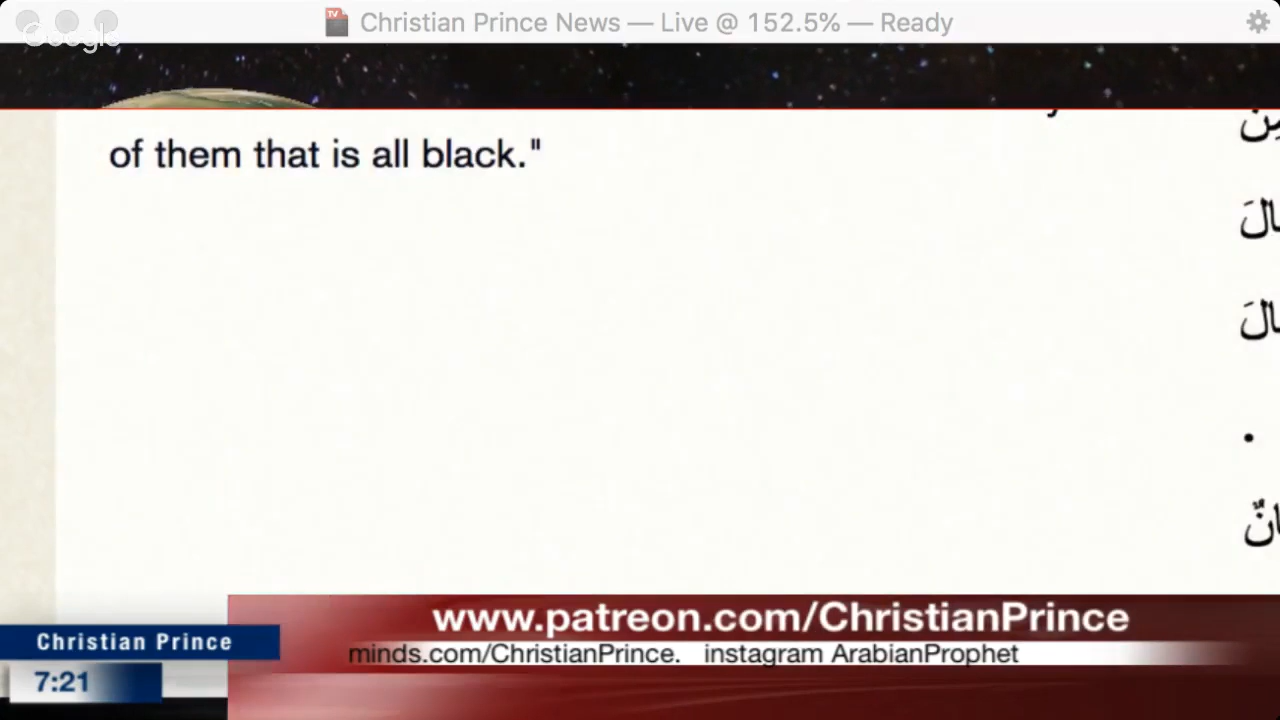 Christian Prince News — Live @ 152.5% — Ready
Google
of them that is all black."
www.patreon.com/ChristianPrince
Christian Prince
minds.com/ChristianPrince. instagram ArabianProphet
7:21